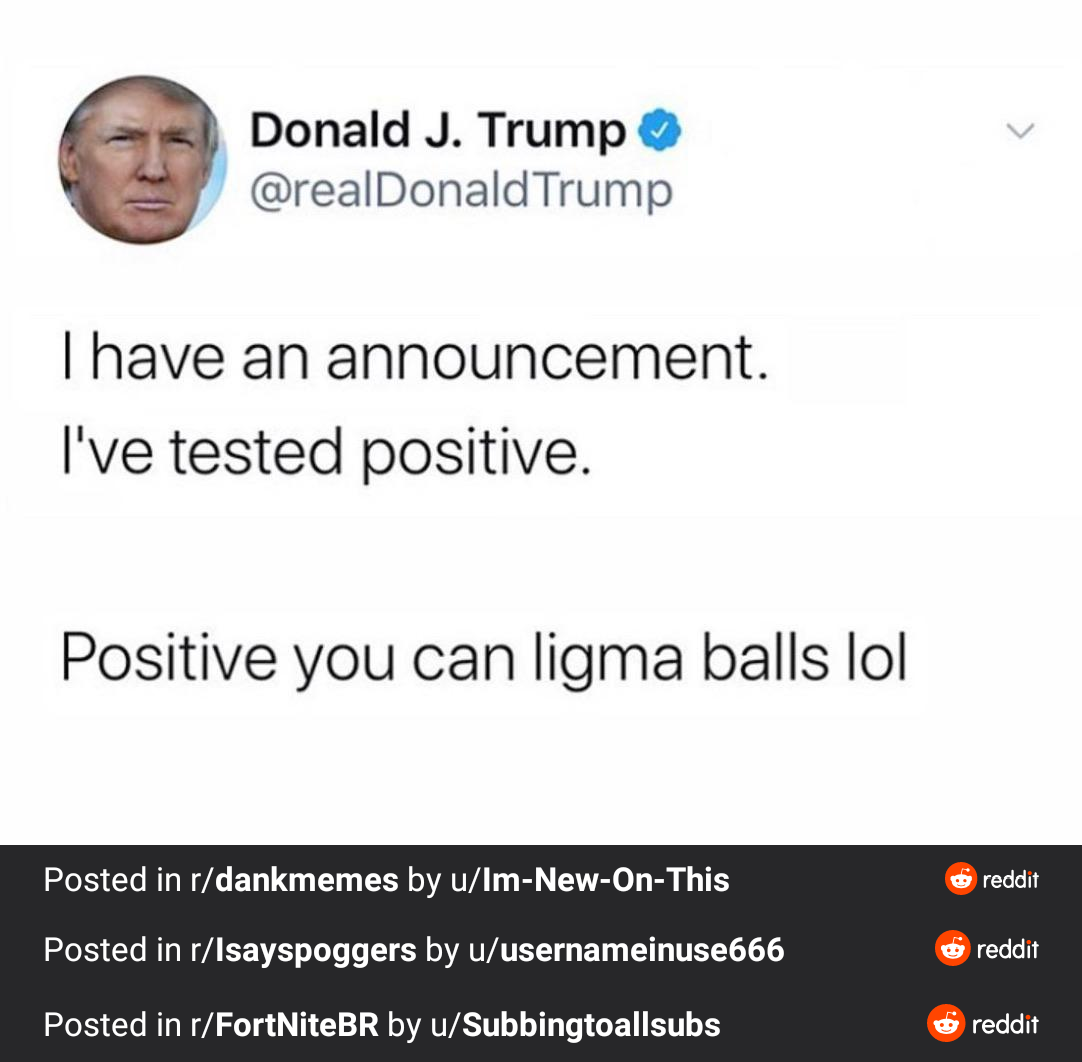 Donald J. Trump
@realDonaldTrump
I have an announcement.
I've tested positive.
Positive you can ligma balls lol
Posted in r/dankmemes by u/Im-New-On-This reddit
Posted in r/Isayspoggers by u/usernameinuse666 reddit
Posted in r/FortNiteBR by u/Subbingtoallsubs reddit